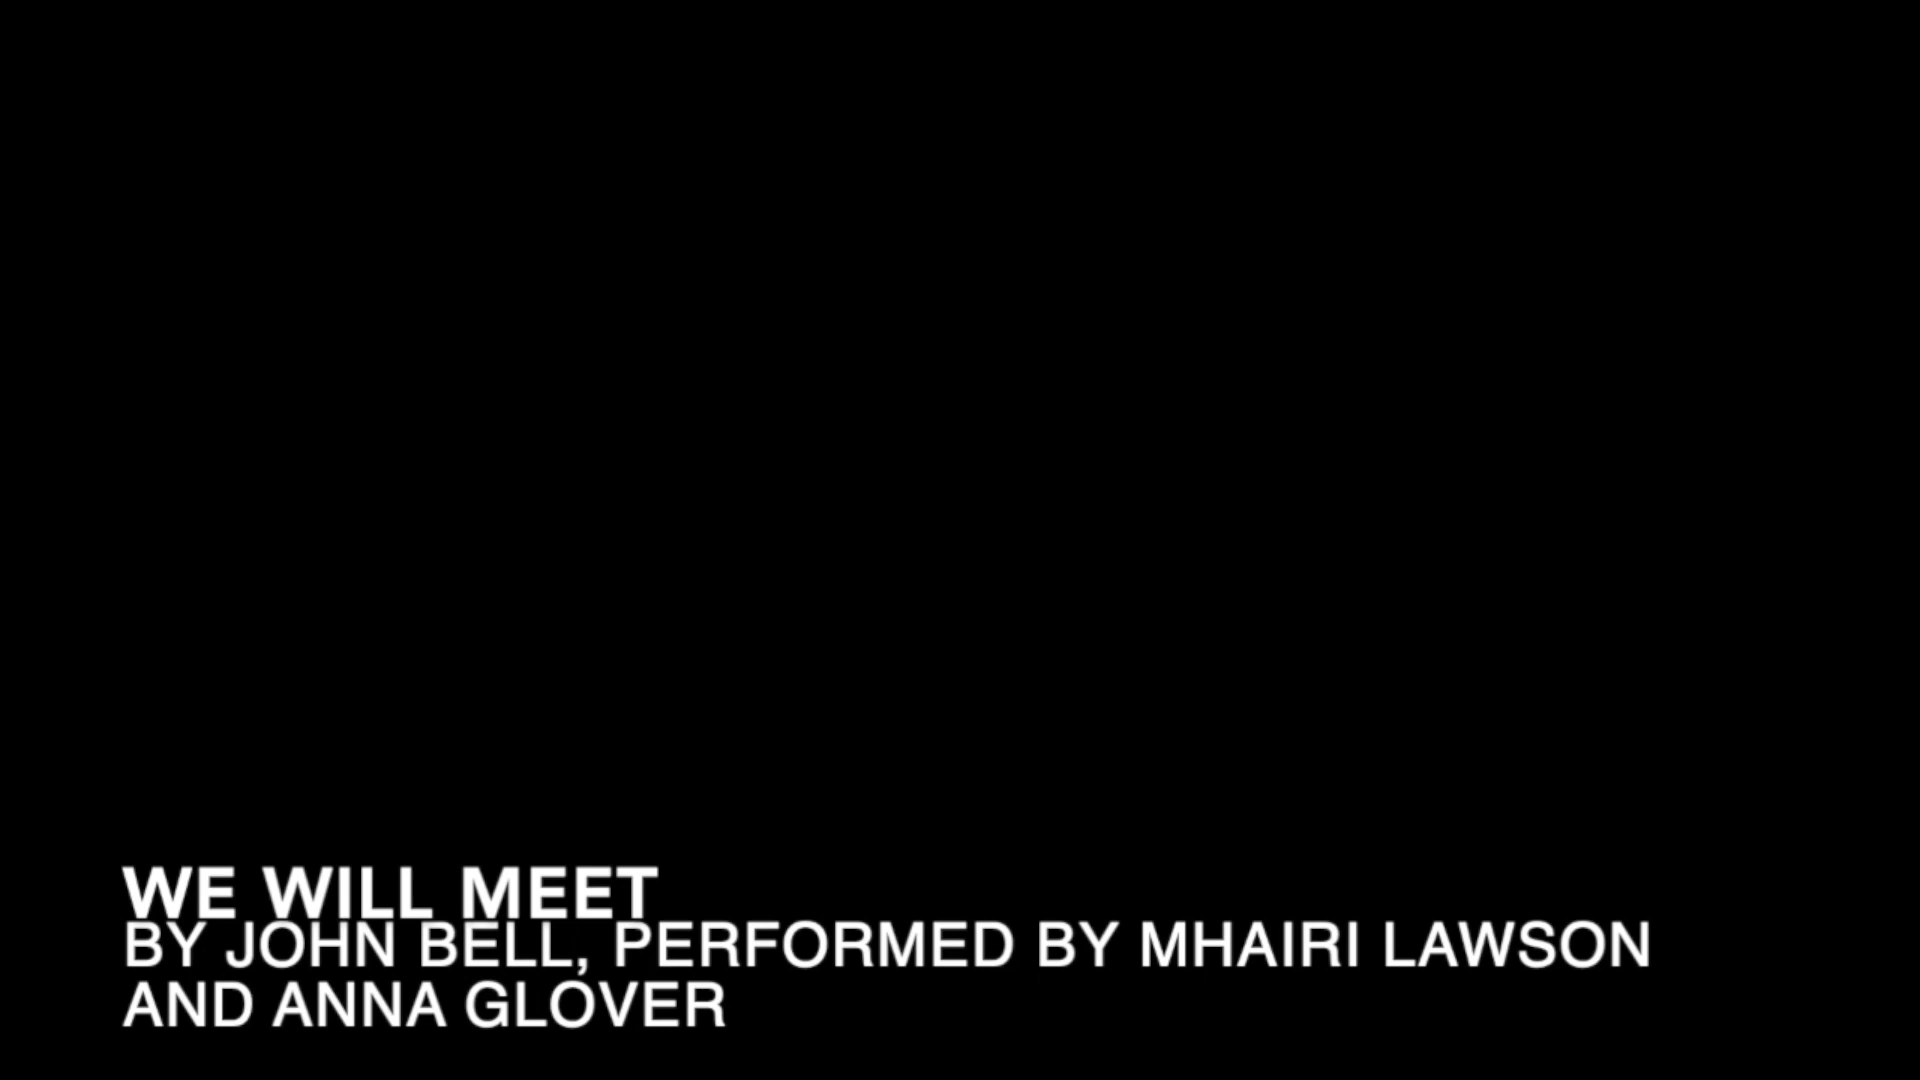 WE WILL MEET
BY JOHN BELL, PERFORMED BY MHAIRI LAWSON
AND ANNA GLOVER